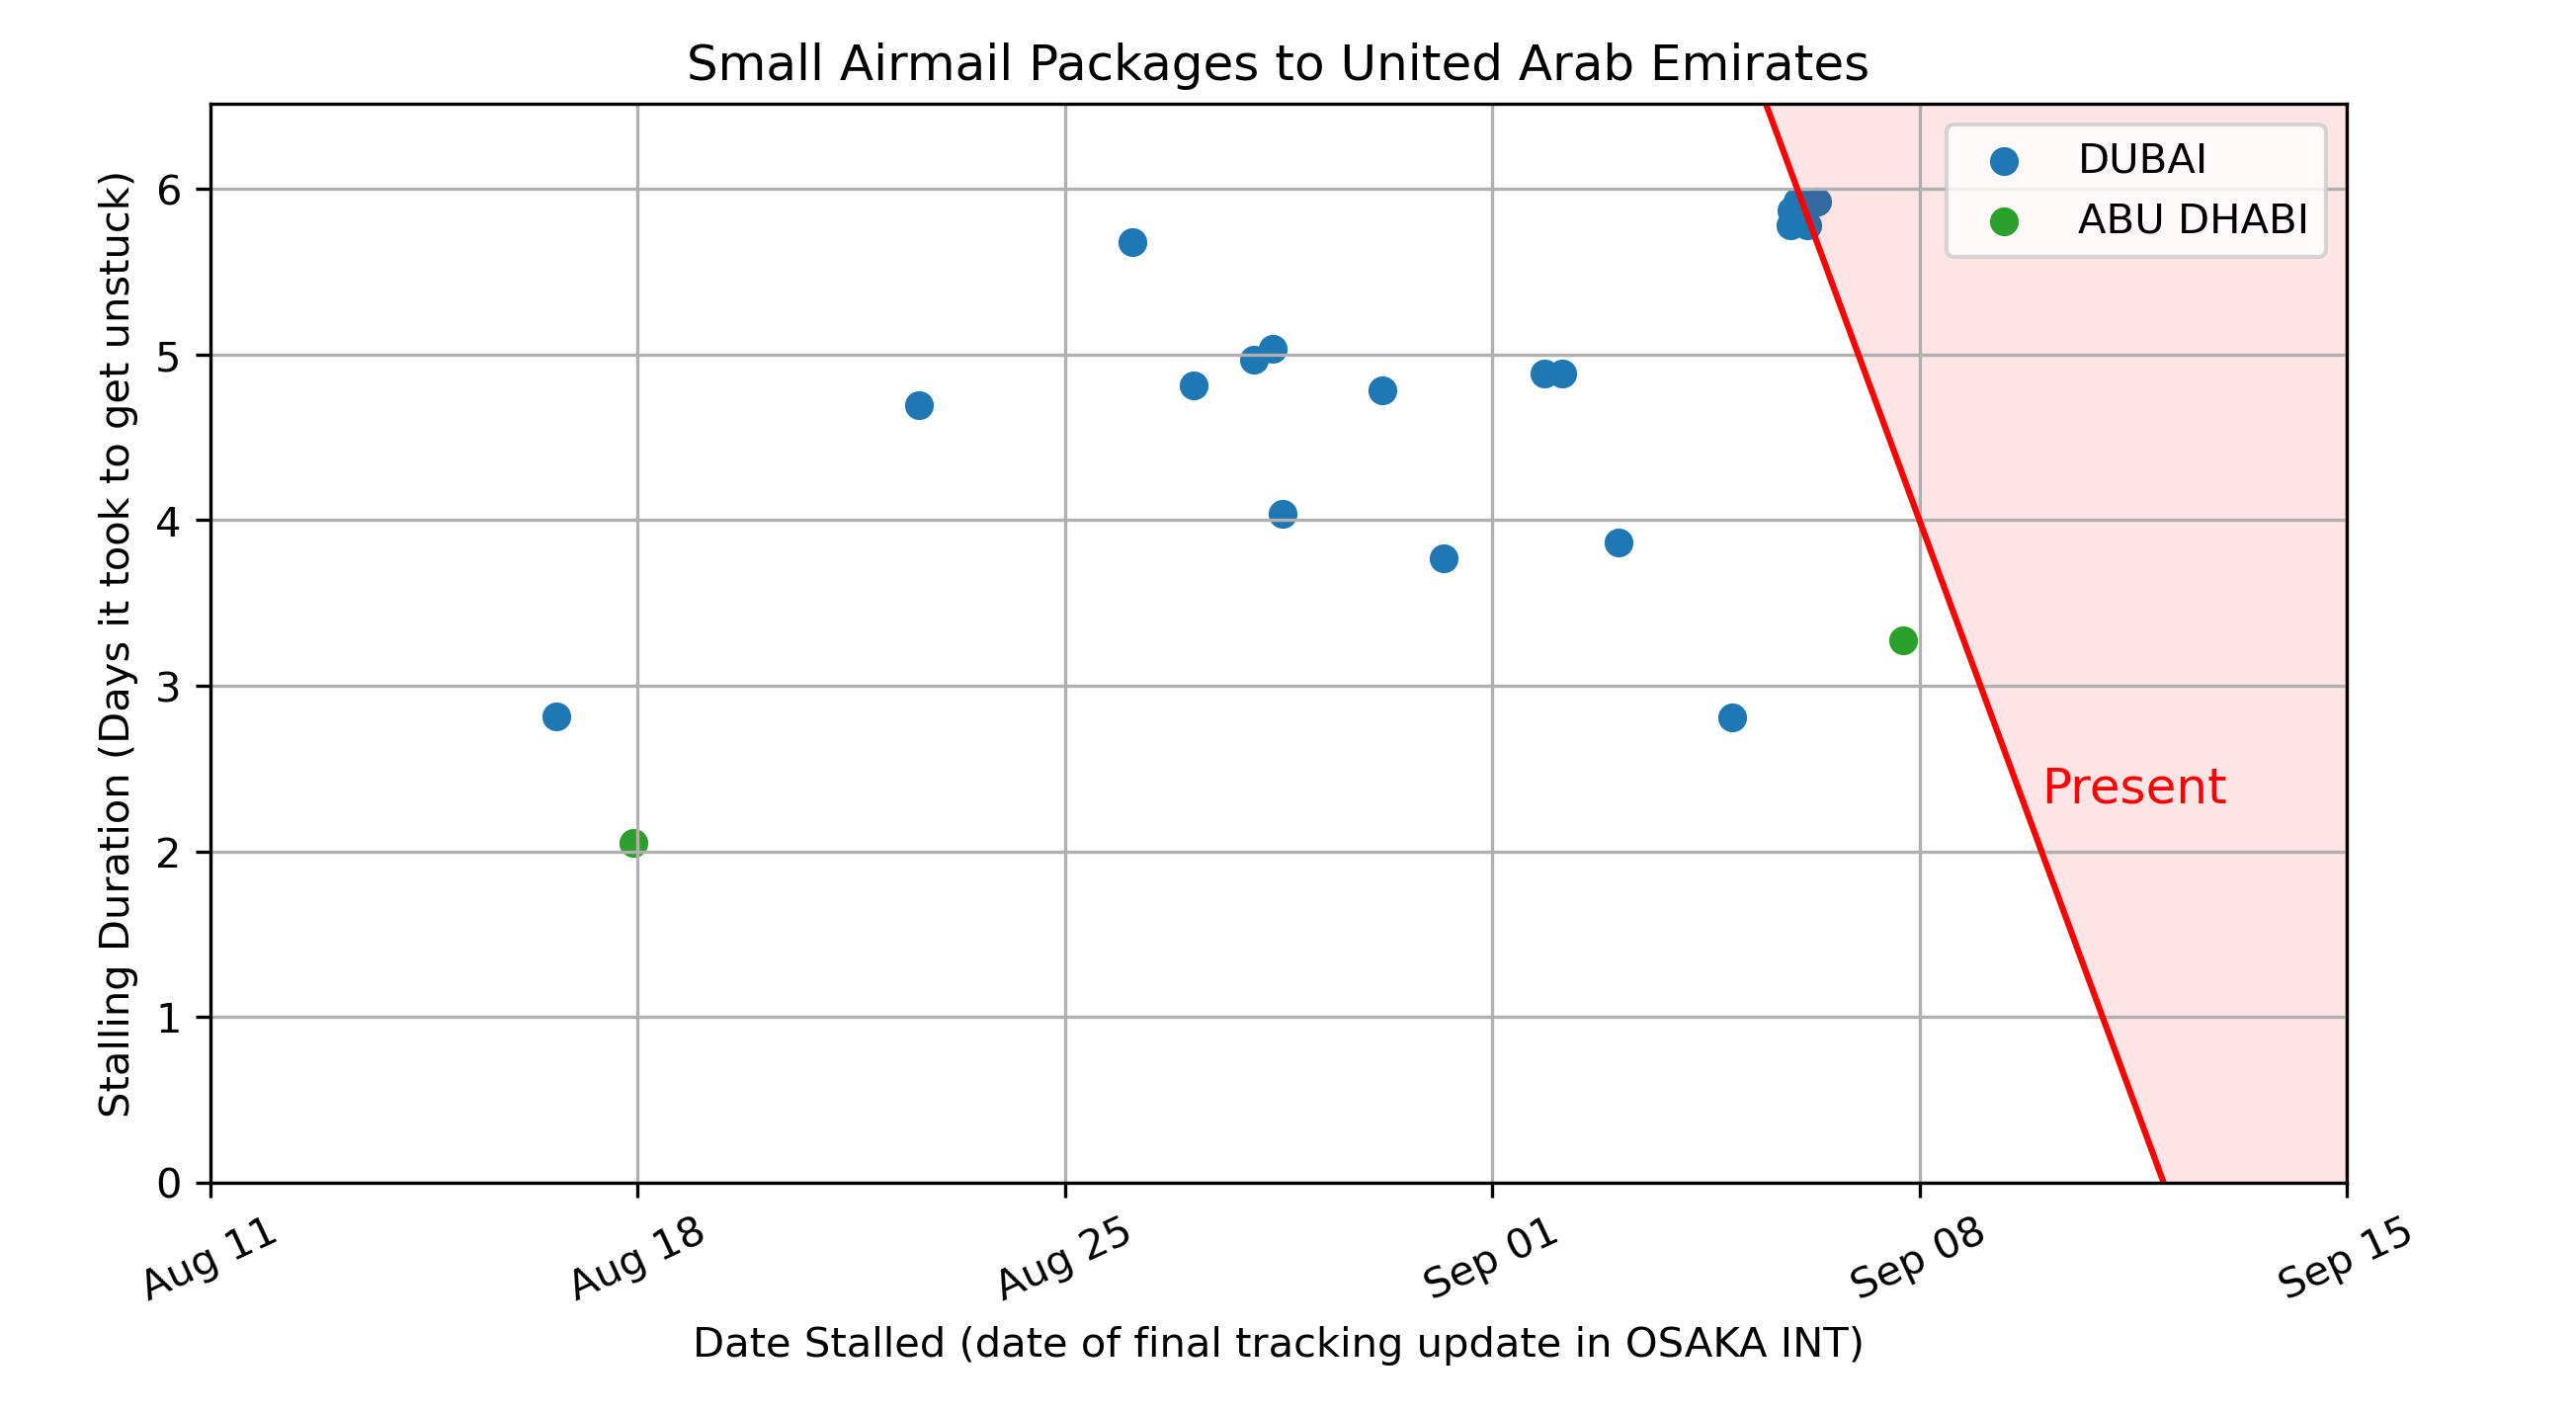 Small Airmail Packages to United Arab Emirates
DUBAI
ABU DHABI
Present
Stalling Duration (Days it took to get unstuck)
6
5
4
3
2
1
0
Aug 11
Aug 18
Aug 25
Sep 01
Sep 08
Sep 15
Date Stalled (date of final tracking update in OSAKA INT)